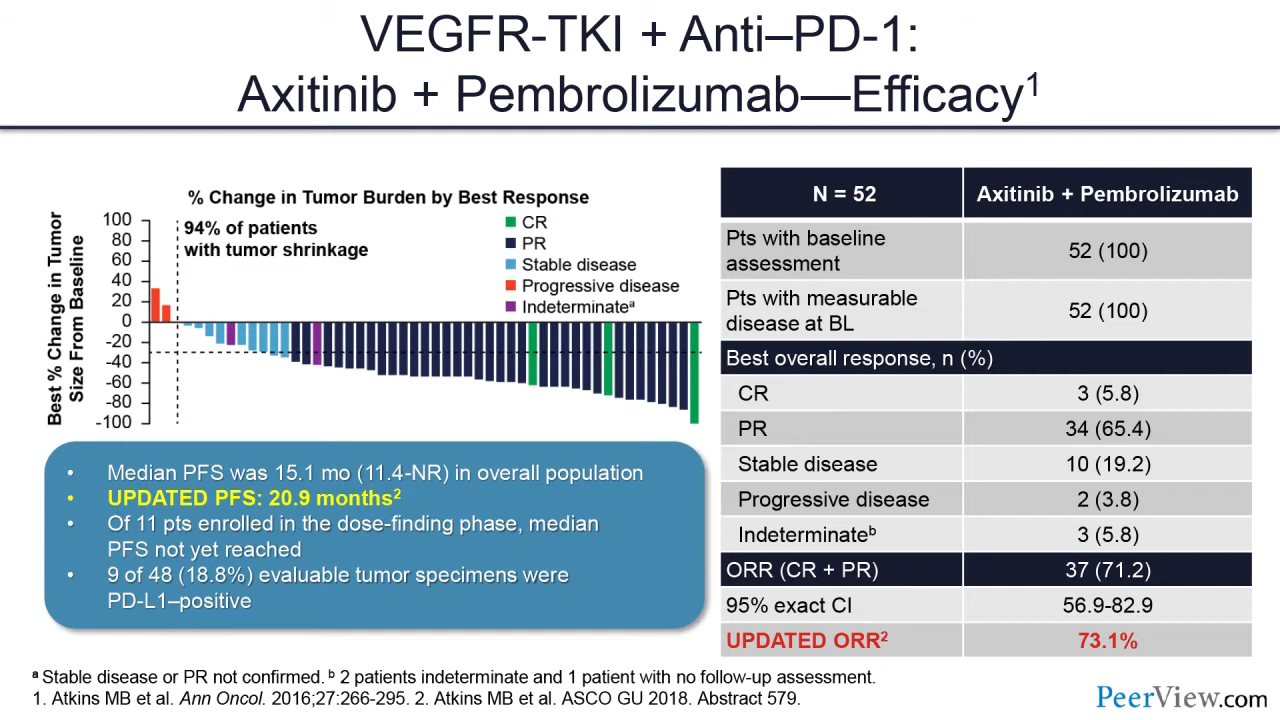 VEGFR-TKI + Anti–PD-1:
Axitinib + Pembrolizumab—Efficacy¹
% Change in Tumor Burden by Best Response
Best % Change in Tumor
Size From Baseline
100
80
60
40
20
0
-20
-40
-60
-80
-100
94% of patients
with tumor shrinkage
CR
PR
Stable disease
Progressive disease
Indeterminateᵃ
• Median PFS was 15.1 mo (11.4-NR) in overall population
• UPDATED PFS: 20.9 months²
• Of 11 pts enrolled in the dose-finding phase, median
PFS not yet reached
• 9 of 48 (18.8%) evaluable tumor specimens were
PD-L1–positive
N = 52 Axitinib + Pembrolizumab
Pts with baseline
assessment 52 (100)
Pts with measurable
disease at BL 52 (100)
Best overall response, n (%)
CR 3 (5.8)
PR 34 (65.4)
Stable disease 10 (19.2)
Progressive disease 2 (3.8)
Indeterminateᵇ 3 (5.8)
ORR (CR + PR) 37 (71.2)
95% exact CI 56.9-82.9
UPDATED ORR² 73.1%
ᵃ Stable disease or PR not confirmed. ᵇ 2 patients indeterminate and 1 patient with no follow-up assessment.
1. Atkins MB et al. Ann Oncol. 2016;27:266-295. 2. Atkins MB et al. ASCO GU 2018. Abstract 579.
PeerView.com